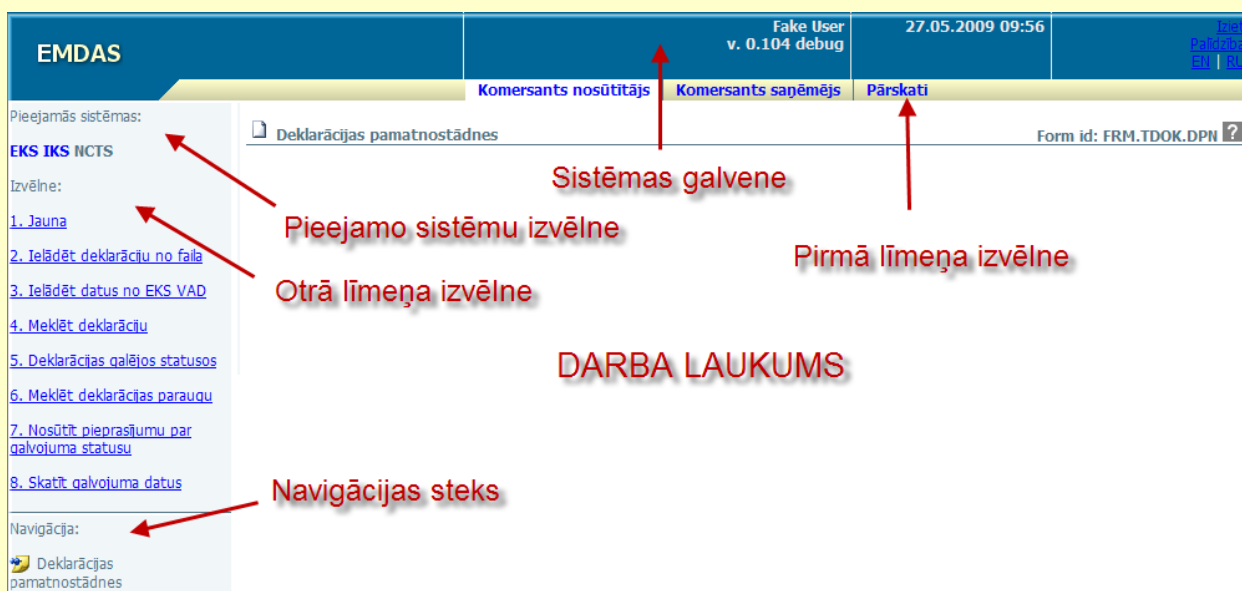 EMDAS
Fake User
v. 0.104 debug
27.05.2009 09:56
Iziet
Palīdzība
EN | RU
Komersants nosūtītājs
Komersants saņēmējs
Pārskati
Pieejamās sistēmas:
EKS IKS NCTS
Izvēlne:
1. Jauna
2. Ielādēt deklarāciju no faila
3. Ielādēt datus no EKS VAD
4. Meklēt deklarāciju
5. Deklarācijas galējos statusos
6. Meklēt deklarācijas paraugu
7. Nosūtīt pieprasījumu par
galvojuma statusu
8. Skatīt galvojuma datus
Navigācija:
Deklarācijas
pamatnostādnes
Deklarācijas pamatnostādnes
Form id: FRM.TDOK.DPN ?
Sistēmas galvene
Pieejamo sistēmu izvēlne
Pirmā līmeņa izvēlne
Otrā līmeņa izvēlne
DARBA LAUKUMS
Navigācijas steks